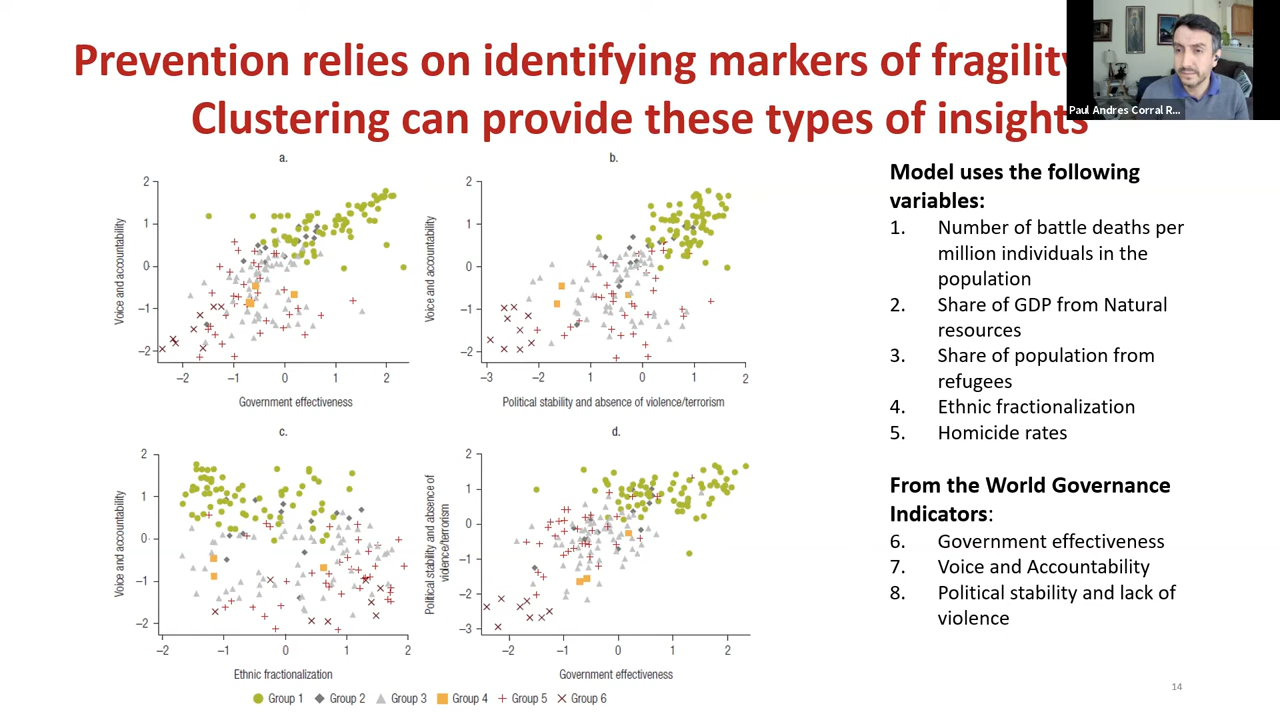 Prevention relies on identifying markers of fragility
Clustering can provide these types of insights
Paul Andres Corral R...
a.
2
1
0
−1
−2
Voice and accountability
−2
−1
0
1
2
Government effectiveness
b.
2
1
0
−1
−2
Voice and accountability
−3
−2
1
0
1
2
Political stability and absence of violence/terrorism
c.
2
1
0
−1
−2
Voice and accountability
−2
−1
0
1
2
Ethnic fractionalization
d.
2
1
0
−1
−2
−3
Political stability and absence of
violence/terrorism
−2
−1
0
1
2
Government effectiveness
Group 1 Group 2 Group 3 Group 4 Group 5 Group 6
Model uses the following
variables:
1. Number of battle deaths per
million individuals in the
population
2. Share of GDP from Natural
resources
3. Share of population from
refugees
4. Ethnic fractionalization
5. Homicide rates
From the World Governance
Indicators:
6. Government effectiveness
7. Voice and Accountability
8. Political stability and lack of
violence
14